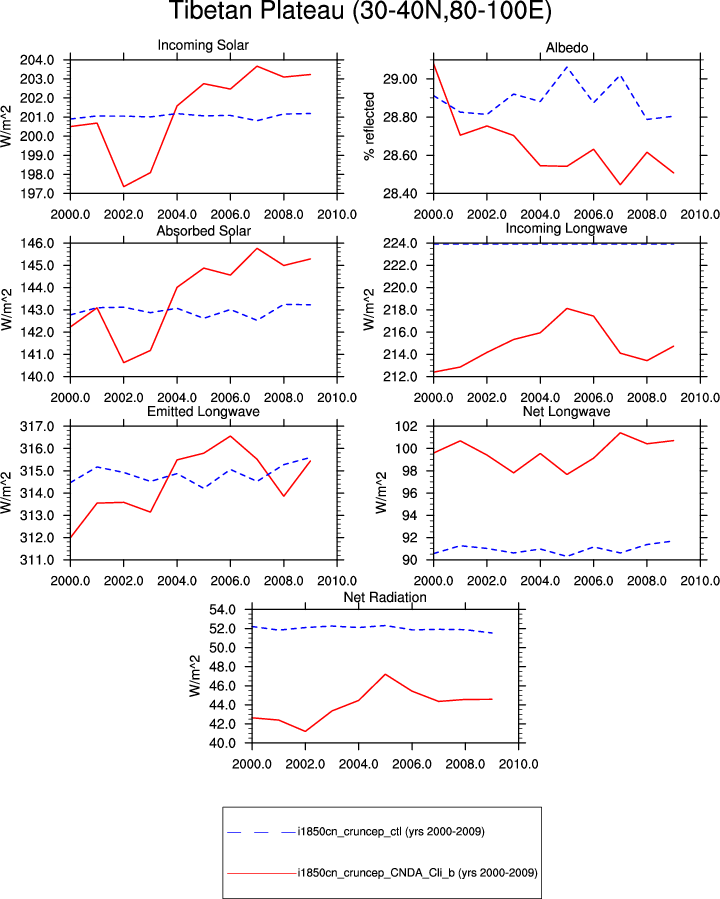 Tibetan Plateau (30-40N,80-100E)
Incoming Solar
204.0
203.0
202.0
201.0
200.0
199.0
198.0
197.0
W/m^2
2000.0 2002.0 2004.0 2006.0 2008.0 2010.0
Albedo
29.00
28.80
28.60
28.40
% reflected
2000.0 2002.0 2004.0 2006.0 2008.0 2010.0
Absorbed Solar
146.0
145.0
144.0
143.0
142.0
141.0
140.0
W/m^2
2000.0 2002.0 2004.0 2006.0 2008.0 2010.0
Incoming Longwave
224.0
222.0
220.0
218.0
216.0
214.0
212.0
W/m^2
2000.0 2002.0 2004.0 2006.0 2008.0 2010.0
Emitted Longwave
317.0
316.0
315.0
314.0
313.0
312.0
311.0
W/m^2
2000.0 2002.0 2004.0 2006.0 2008.0 2010.0
Net Longwave
102
100
98
96
94
92
90
W/m^2
2000.0 2002.0 2004.0 2006.0 2008.0 2010.0
Net Radiation
54.0
52.0
50.0
48.0
46.0
44.0
42.0
40.0
W/m^2
2000.0 2002.0 2004.0 2006.0 2008.0 2010.0
i1850cn_cruncep_ctl (yrs 2000-2009)
i1850cn_cruncep_CNDA_Cli_b (yrs 2000-2009)